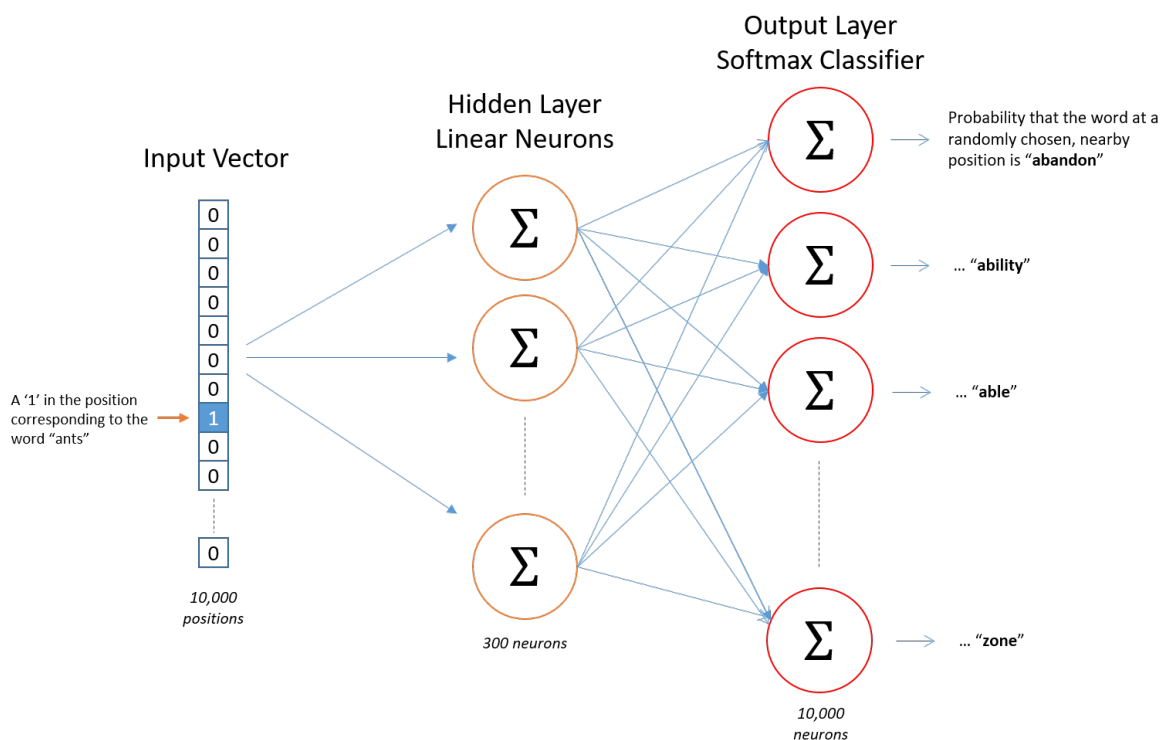 Output Layer
Softmax Classifier
Hidden Layer
Linear Neurons
Input Vector
Probability that the word at a
randomly chosen, nearby
position is “abandon”
Σ
Σ
Σ
Σ
Σ
Σ
Σ
0
0
0
0
0
0
0
1
0
0
0
A ‘1’ in the position
corresponding to the
word “ants”
... “ability”
... “able”
... “zone”
10,000
positions
300 neurons
10,000
neurons